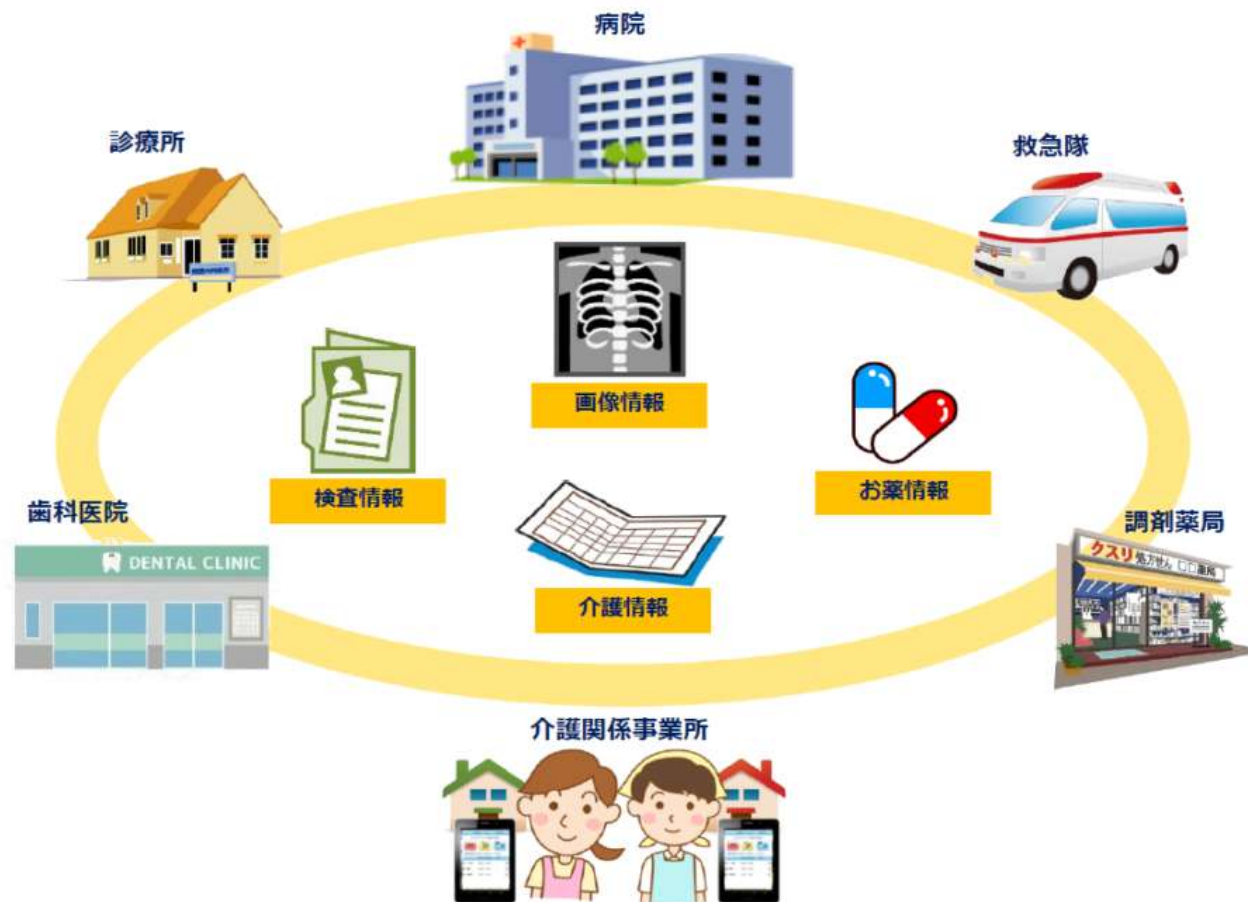 病院
診療所
救急隊
画像情報
検査情報
お薬情報
歯科医院
DENTAL CLINIC
調剤薬局
クスリ 処方せん □□薬局
介護情報
介護関係事業所